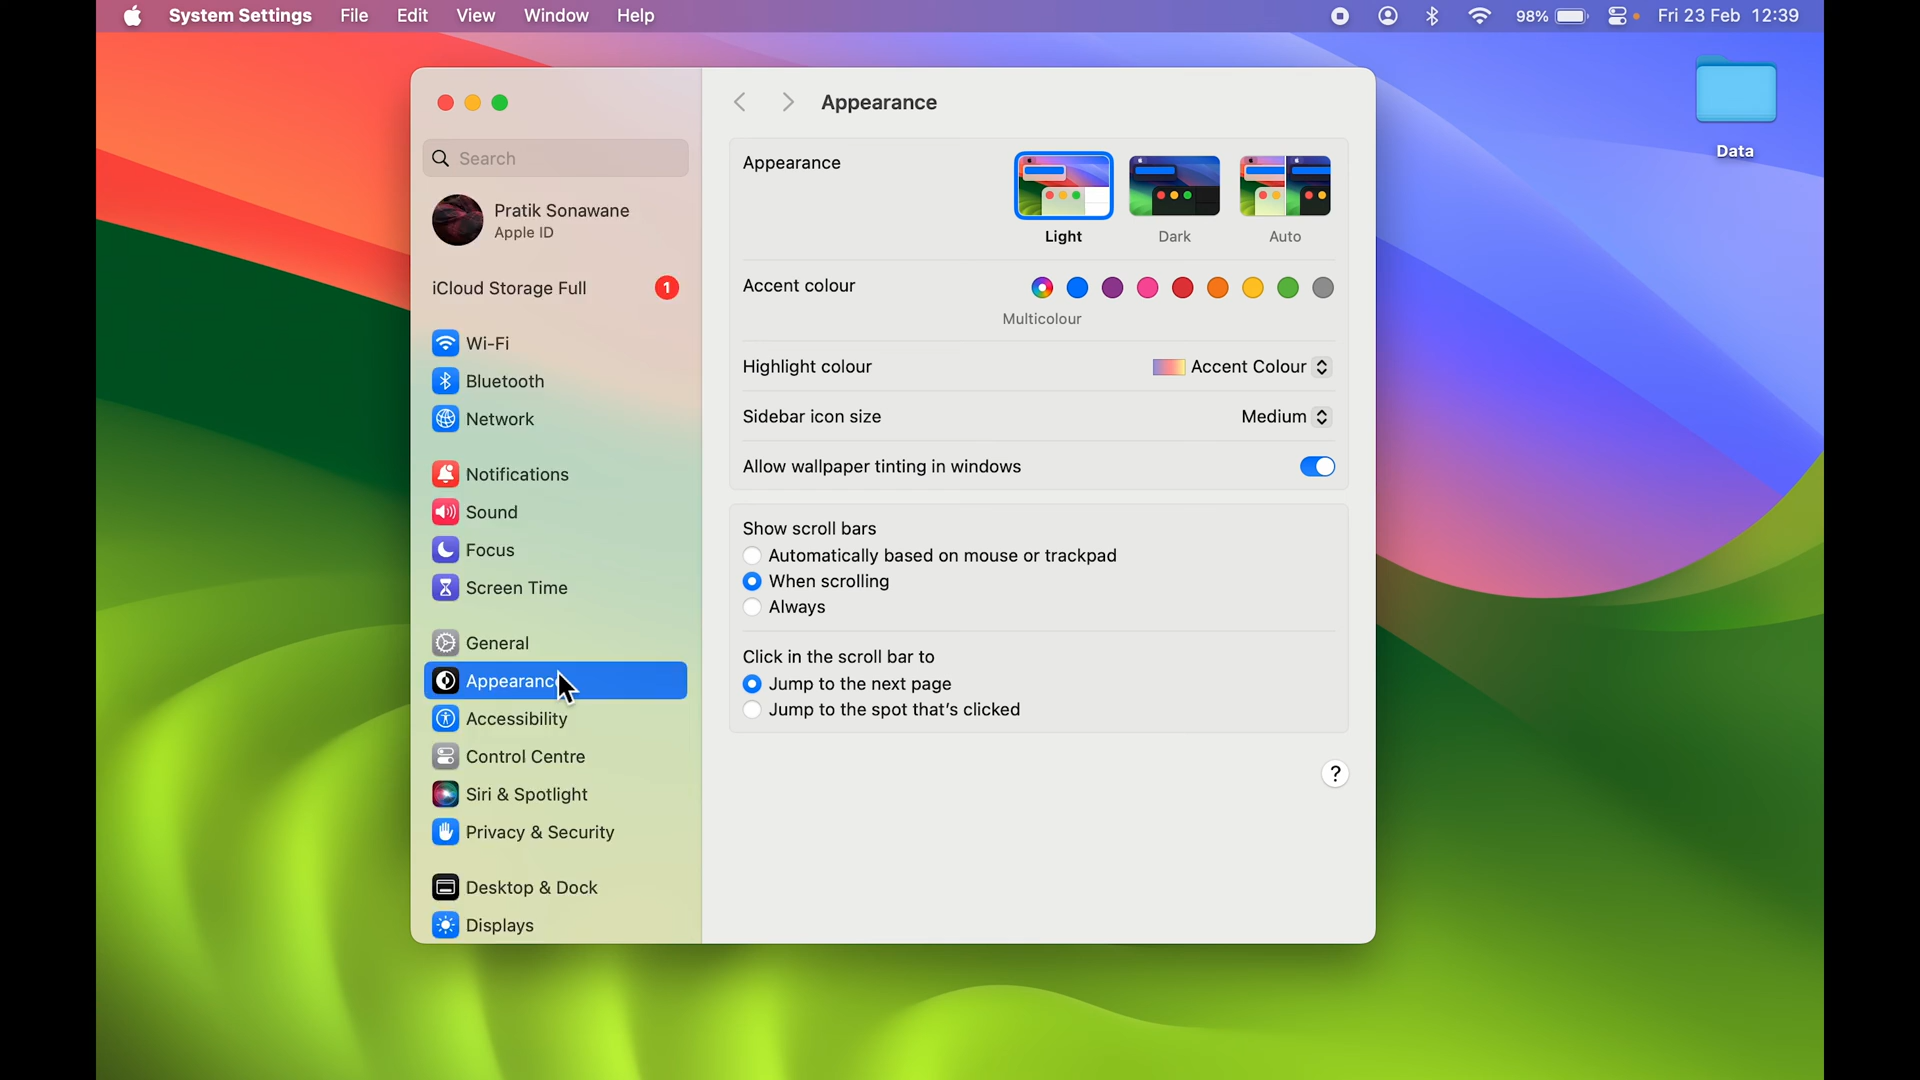 System Settings File Edit View Window Help 98% Fri 23 Feb 12:39
Data
Search
Pratik Sonawane
Apple ID
iCloud Storage Full 1
Wi-Fi
Bluetooth
Network
Notifications
Sound
Focus
Screen Time
General
Appearance
Accessibility
Control Centre
Siri & Spotlight
Privacy & Security
Desktop & Dock
Displays
Appearance
Appearance
Light Dark Auto
Accent colour
Multicolour
Highlight colour Accent Colour
Sidebar icon size Medium
Allow wallpaper tinting in windows
Show scroll bars
Automatically based on mouse or trackpad
When scrolling
Always
Click in the scroll bar to
Jump to the next page
Jump to the spot that's clicked
?